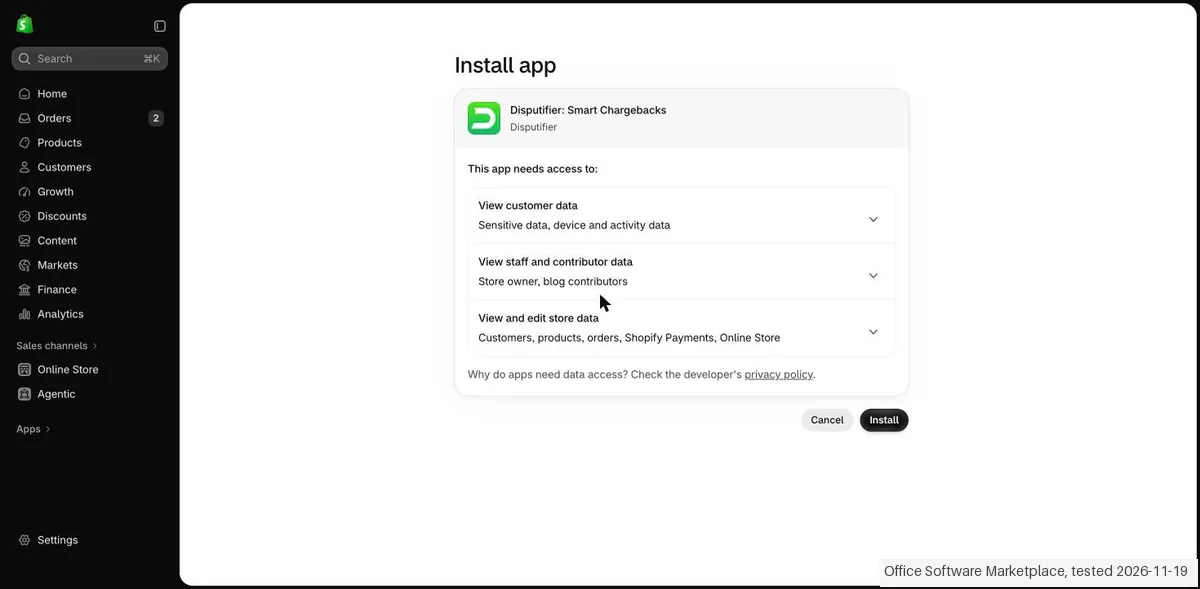 Search
⌘K
Home
Orders
2
Products
Customers
Growth
Discounts
Content
Markets
Finance
Analytics
Sales channels
Online Store
Agentic
Apps
Settings
Install app
Disputifier: Smart Chargebacks
Disputifier
This app needs access to:
View customer data
Sensitive data, device and activity data
View staff and contributor data
Store owner, blog contributors
View and edit store data
Customers, products, orders, Shopify Payments, Online Store
Why do apps need data access? Check the developer's privacy policy.
Cancel
Install
Office Software Marketplace, tested 2026-11-19